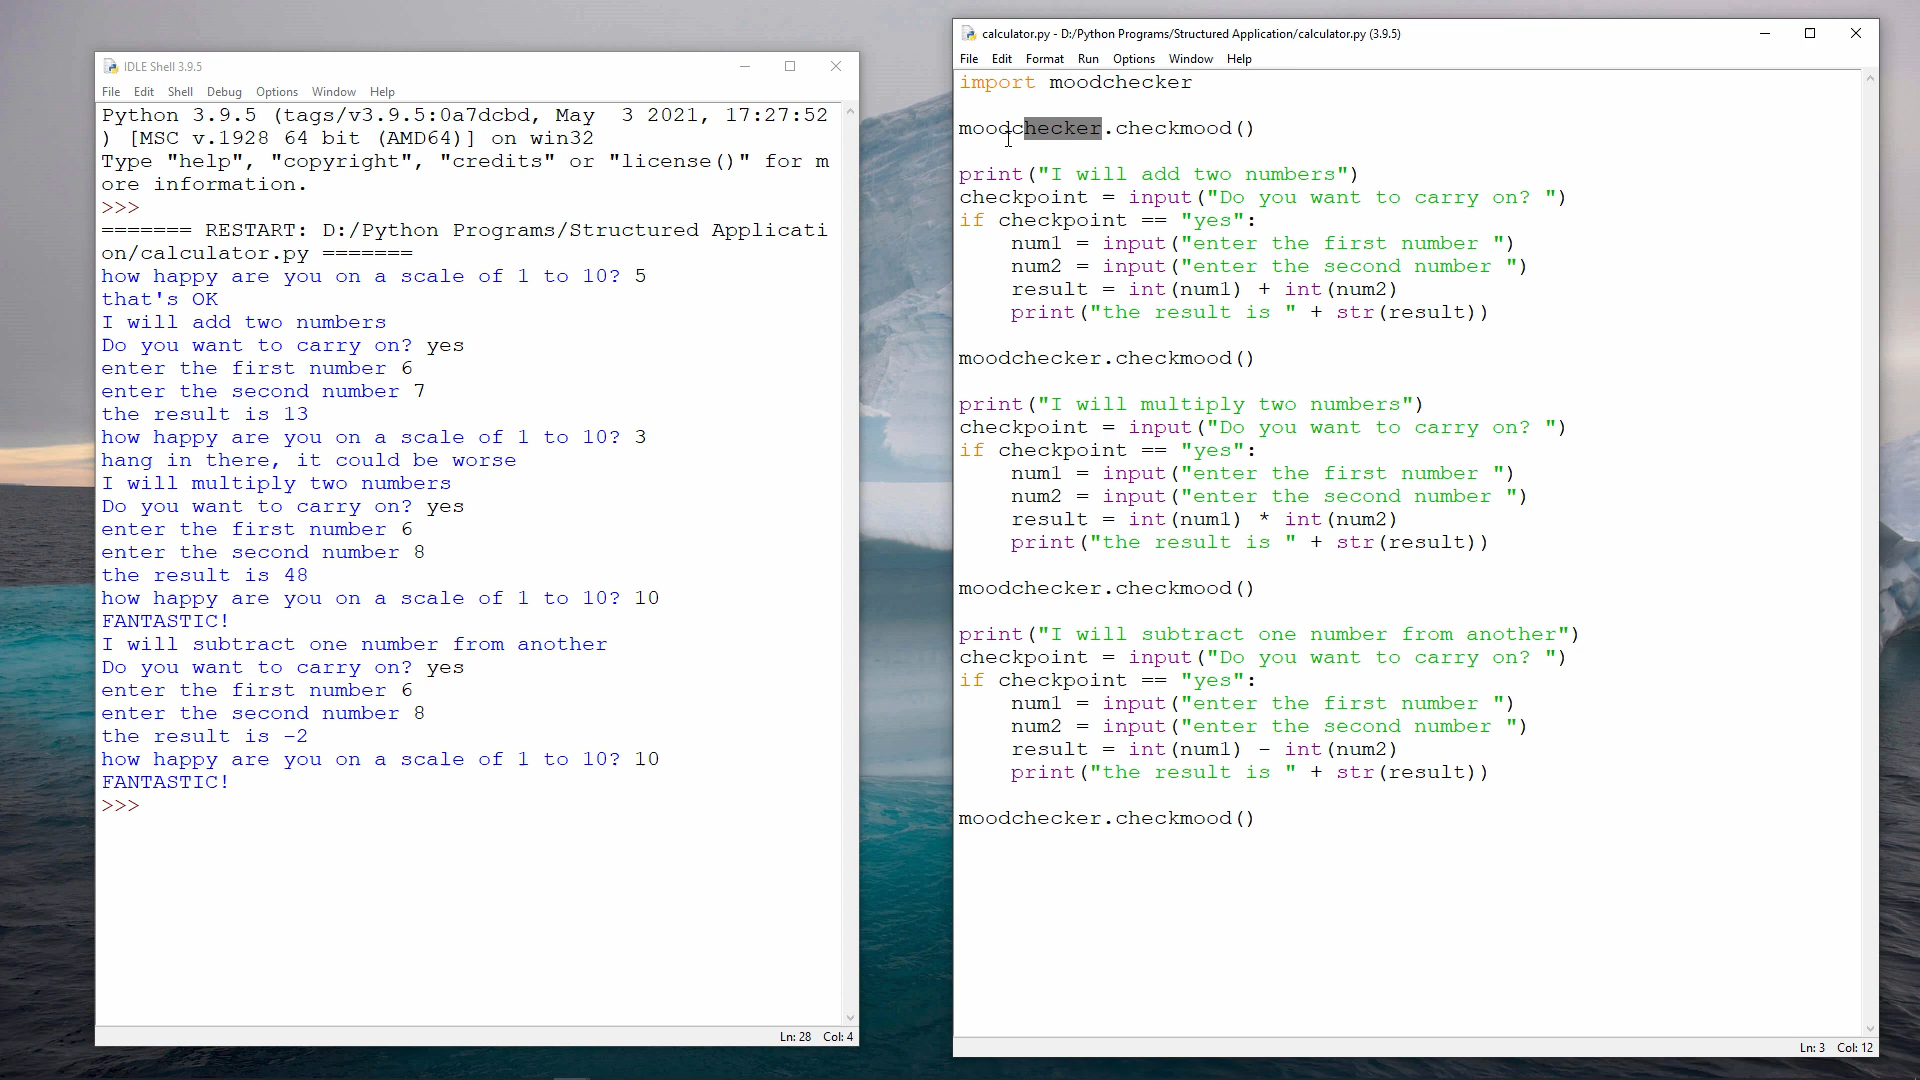 IDLE Shell 3.9.5
File Edit Shell Debug Options Window Help
Python 3.9.5 (tags/v3.9.5:0a7dcbd, May  3 2021, 17:27:52
) [MSC v.1928 64 bit (AMD64)] on win32
Type "help", "copyright", "credits" or "license()" for m
ore information.
>>>
======= RESTART: D:/Python Programs/Structured Applicati
on/calculator.py =======
how happy are you on a scale of 1 to 10? 5
that's OK
I will add two numbers
Do you want to carry on? yes
enter the first number 6
enter the second number 7
the result is 13
how happy are you on a scale of 1 to 10? 3
hang in there, it could be worse
I will multiply two numbers
Do you want to carry on? yes
enter the first number 6
enter the second number 8
the result is 48
how happy are you on a scale of 1 to 10? 10
FANTASTIC!
I will subtract one number from another
Do you want to carry on? yes
enter the first number 6
enter the second number 8
the result is -2
how happy are you on a scale of 1 to 10? 10
FANTASTIC!
>>>
Ln: 28 Col: 4
calculator.py - D:/Python Programs/Structured Application/calculator.py (3.9.5)
File Edit Format Run Options Window Help
import moodchecker
moodchecker.checkmood()
print("I will add two numbers")
checkpoint = input("Do you want to carry on? ")
if checkpoint == "yes":
    num1 = input("enter the first number ")
    num2 = input("enter the second number ")
    result = int(num1) + int(num2)
    print("the result is " + str(result))
moodchecker.checkmood()
print("I will multiply two numbers")
checkpoint = input("Do you want to carry on? ")
if checkpoint == "yes":
    num1 = input("enter the first number ")
    num2 = input("enter the second number ")
    result = int(num1) * int(num2)
    print("the result is " + str(result))
moodchecker.checkmood()
print("I will subtract one number from another")
checkpoint = input("Do you want to carry on? ")
if checkpoint == "yes":
    num1 = input("enter the first number ")
    num2 = input("enter the second number ")
    result = int(num1) - int(num2)
    print("the result is " + str(result))
moodchecker.checkmood()
Ln: 3 Col: 12